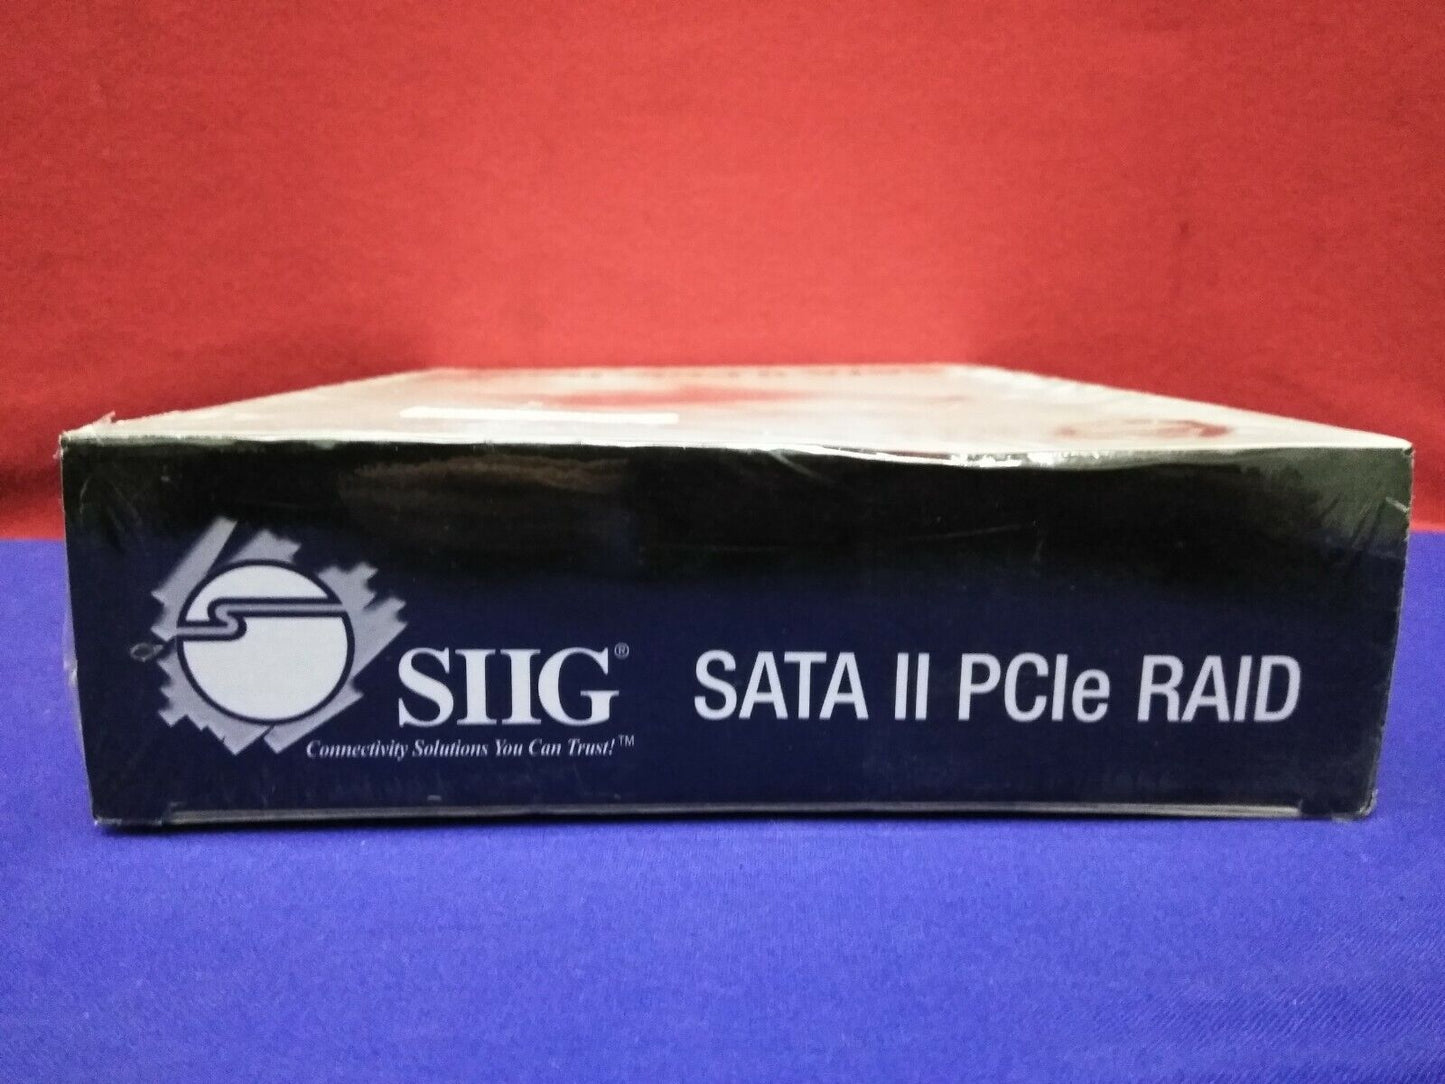 SIIG® SATA II PCIe RAID
Connectivity Solutions You Can Trust!™